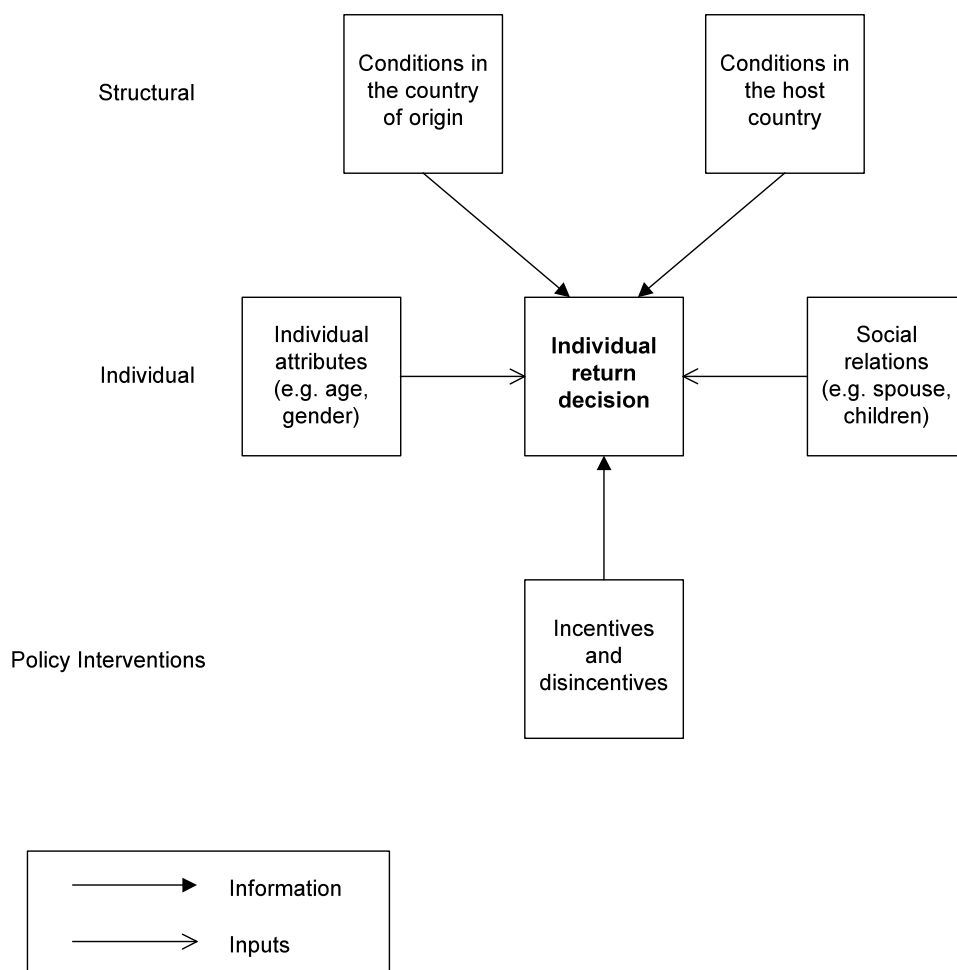 Structural
Conditions in
the country
of origin
Conditions in
the host
country
Individual
Individual
attributes
(e.g. age,
gender)
Individual
return
decision
Social
relations
(e.g. spouse,
children)
Policy Interventions
Incentives
and
disincentives
Information
Inputs